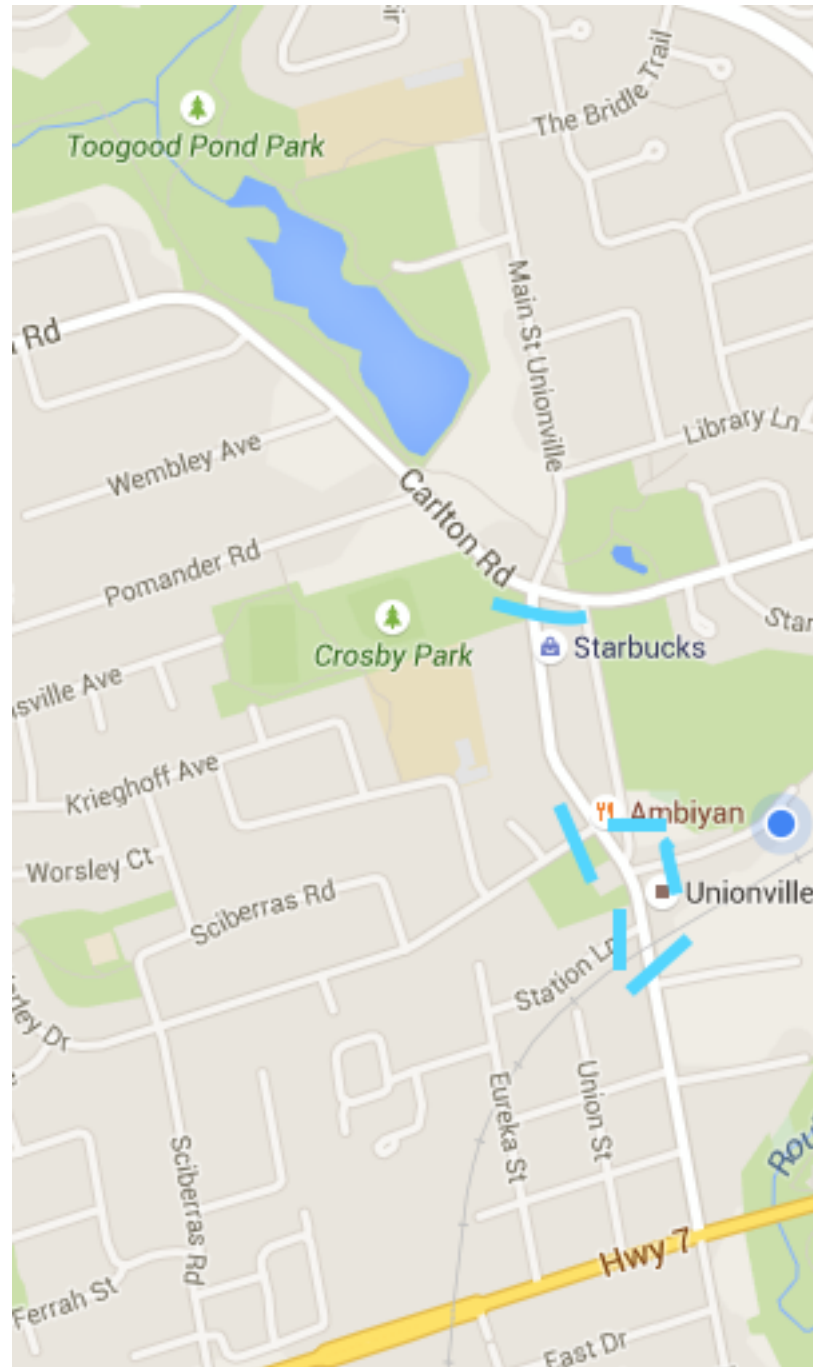 Toogood Pond Park
The Bridle Trail
Main St Unionville
Rd
Library Ln
Wembley Ave
Carlton Rd
Pomander Rd
Starbucks
Crosby Park
sville Ave
Krieghoff Ave
Ambiyan
Worsley Ct
Unionville
Sciberras Rd
Station Ln
Eureka St
Union St
Sciberras Rd
Hwy 7
Ferrah St
East Dr